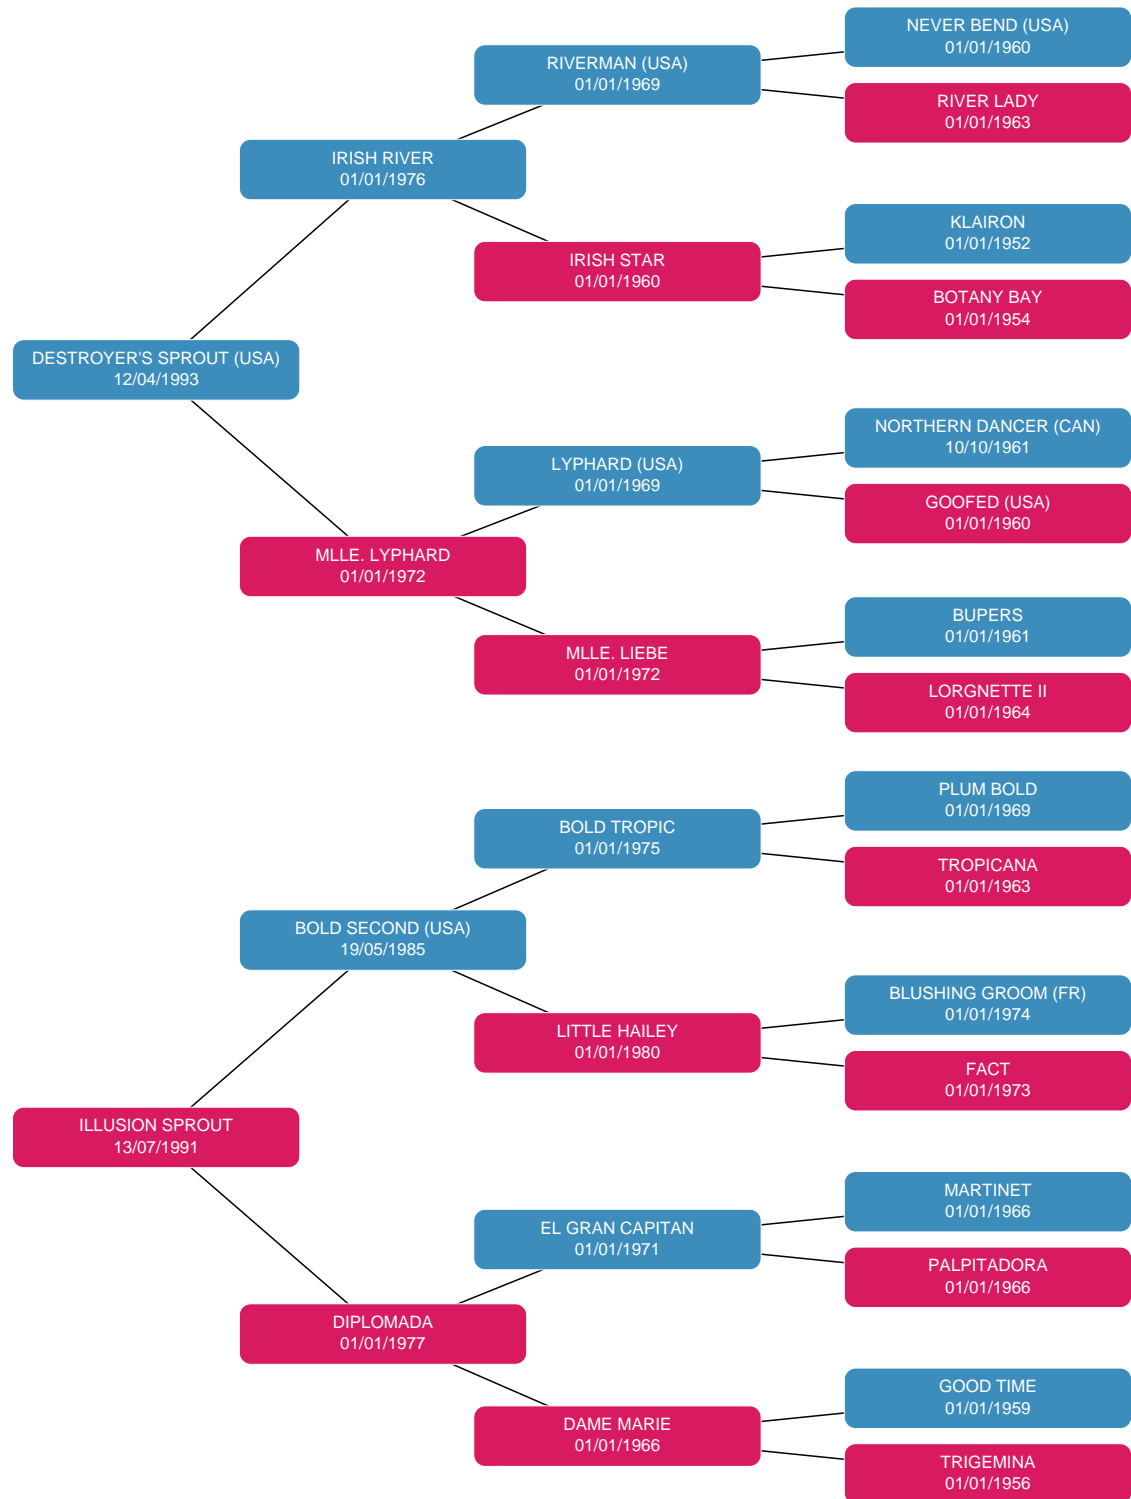 NEVER BEND (USA)
01/01/1960
RIVERMAN (USA)
01/01/1969
RIVER LADY
01/01/1963
IRISH RIVER
01/01/1976
KLAIRON
01/01/1952
IRISH STAR
01/01/1960
BOTANY BAY
01/01/1954
DESTROYER'S SPROUT (USA)
12/04/1993
NORTHERN DANCER (CAN)
10/10/1961
LYPHARD (USA)
01/01/1969
GOOFED (USA)
01/01/1960
MLLE. LYPHARD
01/01/1972
BUPERS
01/01/1961
MLLE. LIEBE
01/01/1972
LORGNETTE II
01/01/1964
PLUM BOLD
01/01/1969
BOLD TROPIC
01/01/1975
TROPICANA
01/01/1963
BOLD SECOND (USA)
19/05/1985
BLUSHING GROOM (FR)
01/01/1974
LITTLE HAILEY
01/01/1980
FACT
01/01/1973
ILLUSION SPROUT
13/07/1991
MARTINET
01/01/1966
EL GRAN CAPITAN
01/01/1971
PALPITADORA
01/01/1966
DIPLOMADA
01/01/1977
GOOD TIME
01/01/1959
DAME MARIE
01/01/1966
TRIGEMINA
01/01/1956